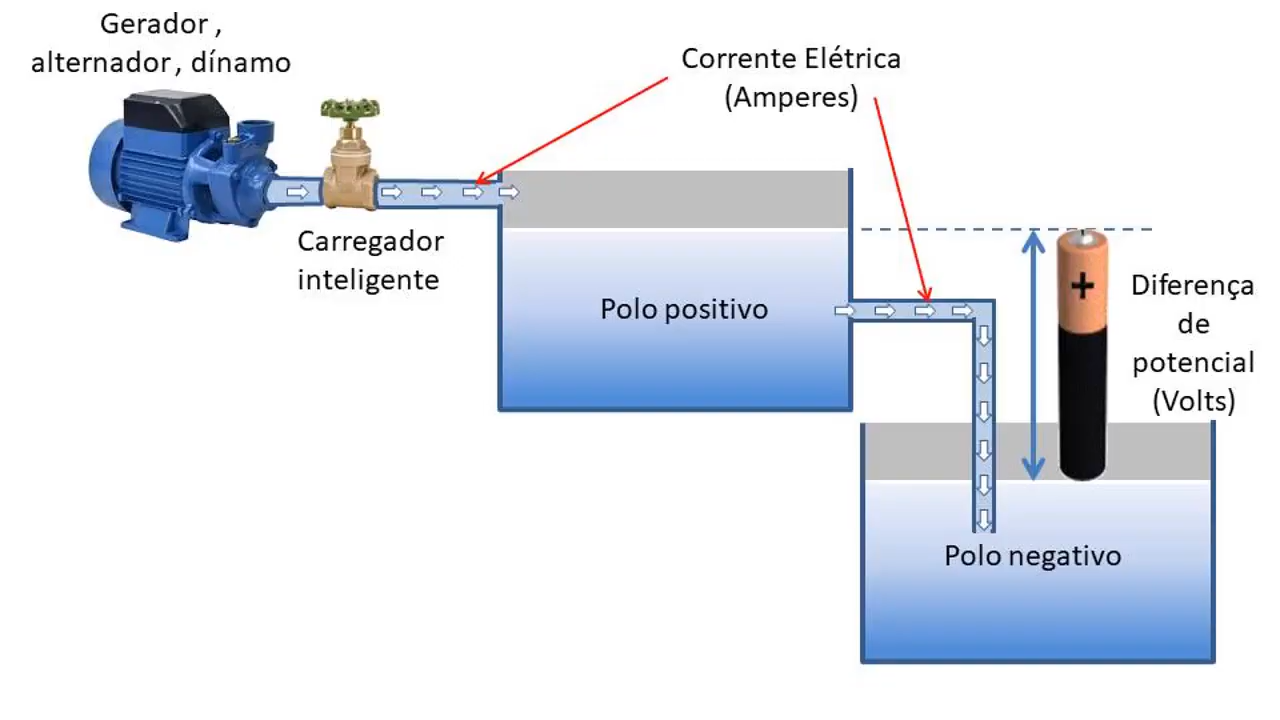 Gerador ,
alternador , dínamo
Corrente Elétrica
(Amperes)
Carregador
inteligente
Polo positivo
+
Diferença
de
potencial
(Volts)
Polo negativo